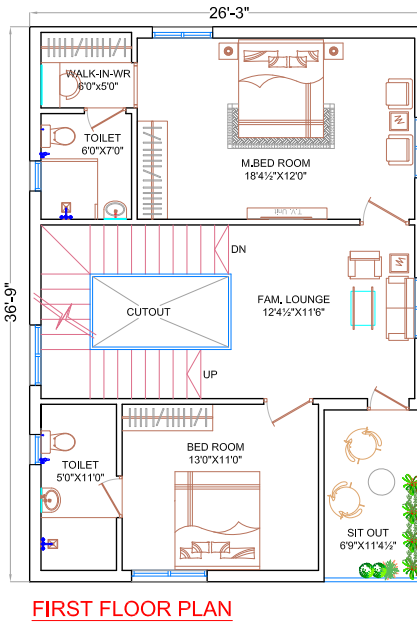 26'-3"
WALK-IN-WR
6'0"x5'0"
TOILET
6'0"X7'0"
M.BED ROOM
18'4½"X12'0"
T.V. Unit
DN
36'-9"
FAM. LOUNGE
12'4½"X11'6"
CUTOUT
UP
BED ROOM
13'0"X11'0"
TOILET
5'0"X11'0"
SIT OUT
6'9"X11'4½"
FIRST FLOOR PLAN